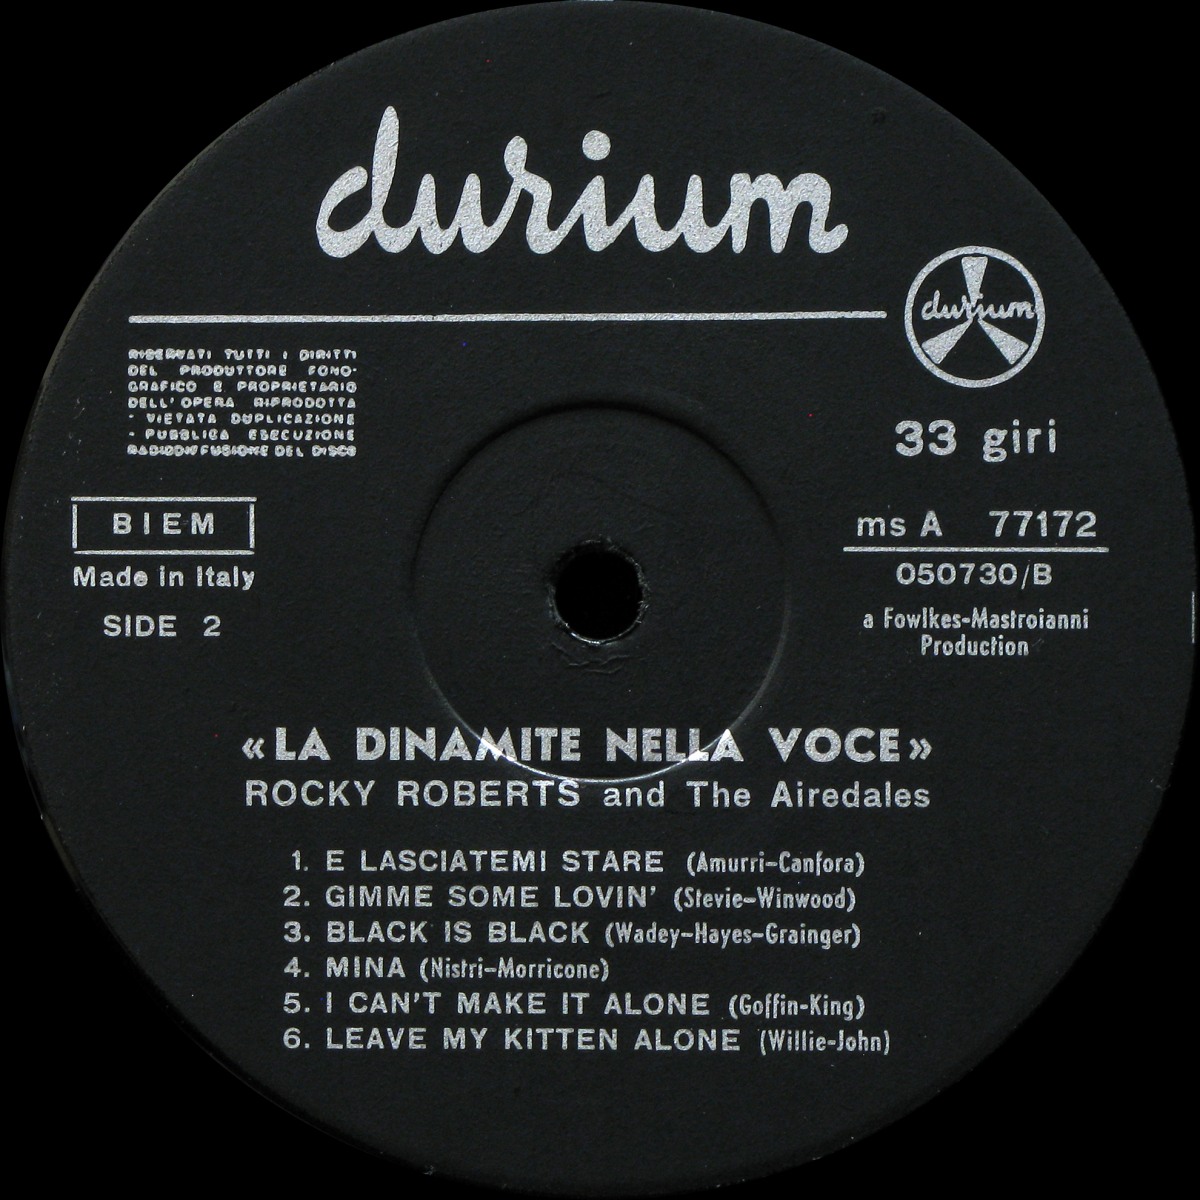 durium
durium
RISERVATI TUTTI I DIRITTI
DEL PRODUTTORE FONO-
GRAFICO E PROPRIETARIO
DELL'OPERA RIPRODOTTA
- VIETATA DUPLICAZIONE
- PUBBLICA ESECUZIONE
RADIODIFFUSIONE DEL DISCO
33 giri
BIEM
Made in Italy
SIDE 2
ms A 77172
050730/B
a Fowlkes-Mastroianni
Production
«LA DINAMITE NELLA VOCE»
ROCKY ROBERTS and The Airedales
1. E LASCIATEMI STARE (Amurri-Canfora)
2. GIMME SOME LOVIN' (Stevie-Winwood)
3. BLACK IS BLACK (Wadey-Hayes-Grainger)
4. MINA (Nistri-Morricone)
5. I CAN'T MAKE IT ALONE (Goffin-King)
6. LEAVE MY KITTEN ALONE (Willie-John)